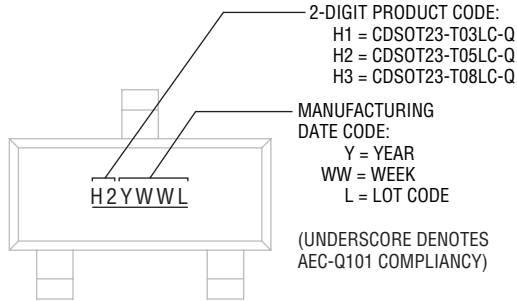 2-DIGIT PRODUCT CODE:
H1 = CDSOT23-T03LC-Q
H2 = CDSOT23-T05LC-Q
H3 = CDSOT23-T08LC-Q
MANUFACTURING
DATE CODE:
Y = YEAR
WW = WEEK
L = LOT CODE
(UNDERSCORE DENOTES
AEC-Q101 COMPLIANCY)
H2YWWL